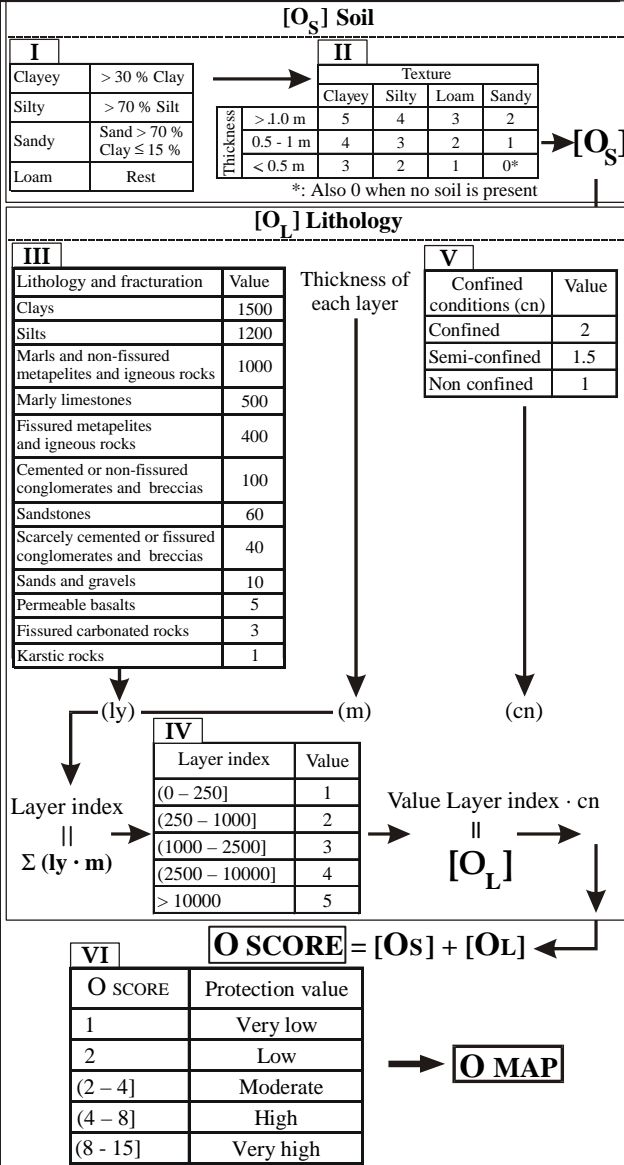 [OS] Soil
I
Clayey > 30 % Clay
Silty > 70 % Silt
Sandy Sand > 70 %
Clay ≤ 15 %
Loam Rest
II
Texture
Clayey Silty Loam Sandy
Thickness
> .1.0 m 5 4 3 2
0.5 - 1 m 4 3 2 1
< 0.5 m 3 2 1 0*
*: Also 0 when no soil is present
[OS]
[OL] Lithology
III
Lithology and fracturation Value
Clays 1500
Silts 1200
Marls and non-fissured
metapelites and igneous rocks 1000
Marly limestones 500
Fissured metapelites
and igneous rocks 400
Cemented or non-fissured
conglomerates and breccias 100
Sandstones 60
Scarcely cemented or fissured
conglomerates and breccias 40
Sands and gravels 10
Permeable basalts 5
Fissured carbonated rocks 3
Karstic rocks 1
Thickness of
each layer
V
Confined
conditions (cn) Value
Confined 2
Semi-confined 1.5
Non confined 1
(ly) (m) (cn)
IV
Layer index Value
(0 – 250] 1
(250 – 1000] 2
(1000 – 2500] 3
(2500 – 10000] 4
> 10000 5
Layer index
||
Σ (ly · m)
Value Layer index · cn
||
[OL]
O SCORE = [OS] + [OL]
VI
O SCORE Protection value
1 Very low
2 Low
(2 – 4] Moderate
(4 – 8] High
(8 - 15] Very high
O MAP